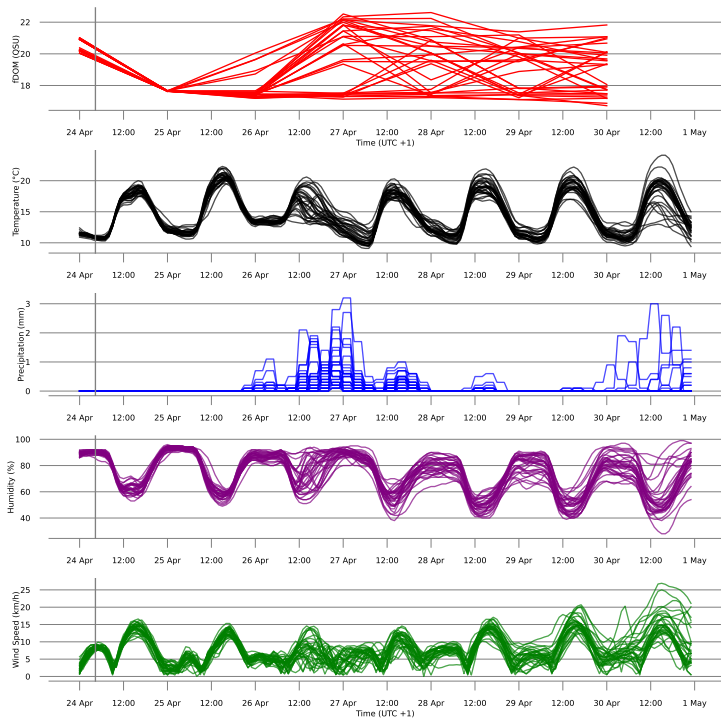 fDOM (QSU)
22
20
18
24 Apr 12:00 25 Apr 12:00 26 Apr 12:00 27 Apr 12:00 28 Apr 12:00 29 Apr 12:00 30 Apr 12:00 1 May
Time (UTC +1)
Temperature (°C)
20
15
10
24 Apr 12:00 25 Apr 12:00 26 Apr 12:00 27 Apr 12:00 28 Apr 12:00 29 Apr 12:00 30 Apr 12:00 1 May
Precipitation (mm)
3
2
1
0
24 Apr 12:00 25 Apr 12:00 26 Apr 12:00 27 Apr 12:00 28 Apr 12:00 29 Apr 12:00 30 Apr 12:00 1 May
Humidity (%)
100
80
60
40
24 Apr 12:00 25 Apr 12:00 26 Apr 12:00 27 Apr 12:00 28 Apr 12:00 29 Apr 12:00 30 Apr 12:00 1 May
Wind Speed (km/h)
25
20
15
10
5
0
24 Apr 12:00 25 Apr 12:00 26 Apr 12:00 27 Apr 12:00 28 Apr 12:00 29 Apr 12:00 30 Apr 12:00 1 May
Time (UTC +1)